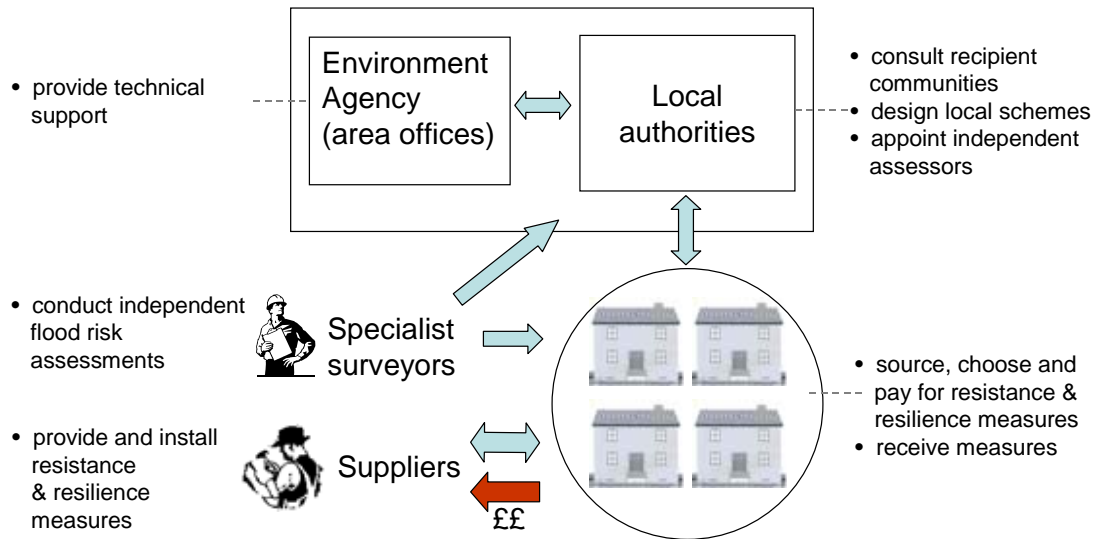 • provide technical
support
Environment
Agency
(area offices)
Local
authorities
• consult recipient
communities
• design local schemes
• appoint independent
assessors
• conduct independent
flood risk
assessments
Specialist
surveyors
• source, choose and
pay for resistance &
resilience measures
• receive measures
• provide and install
resistance
& resilience
measures
Suppliers
££